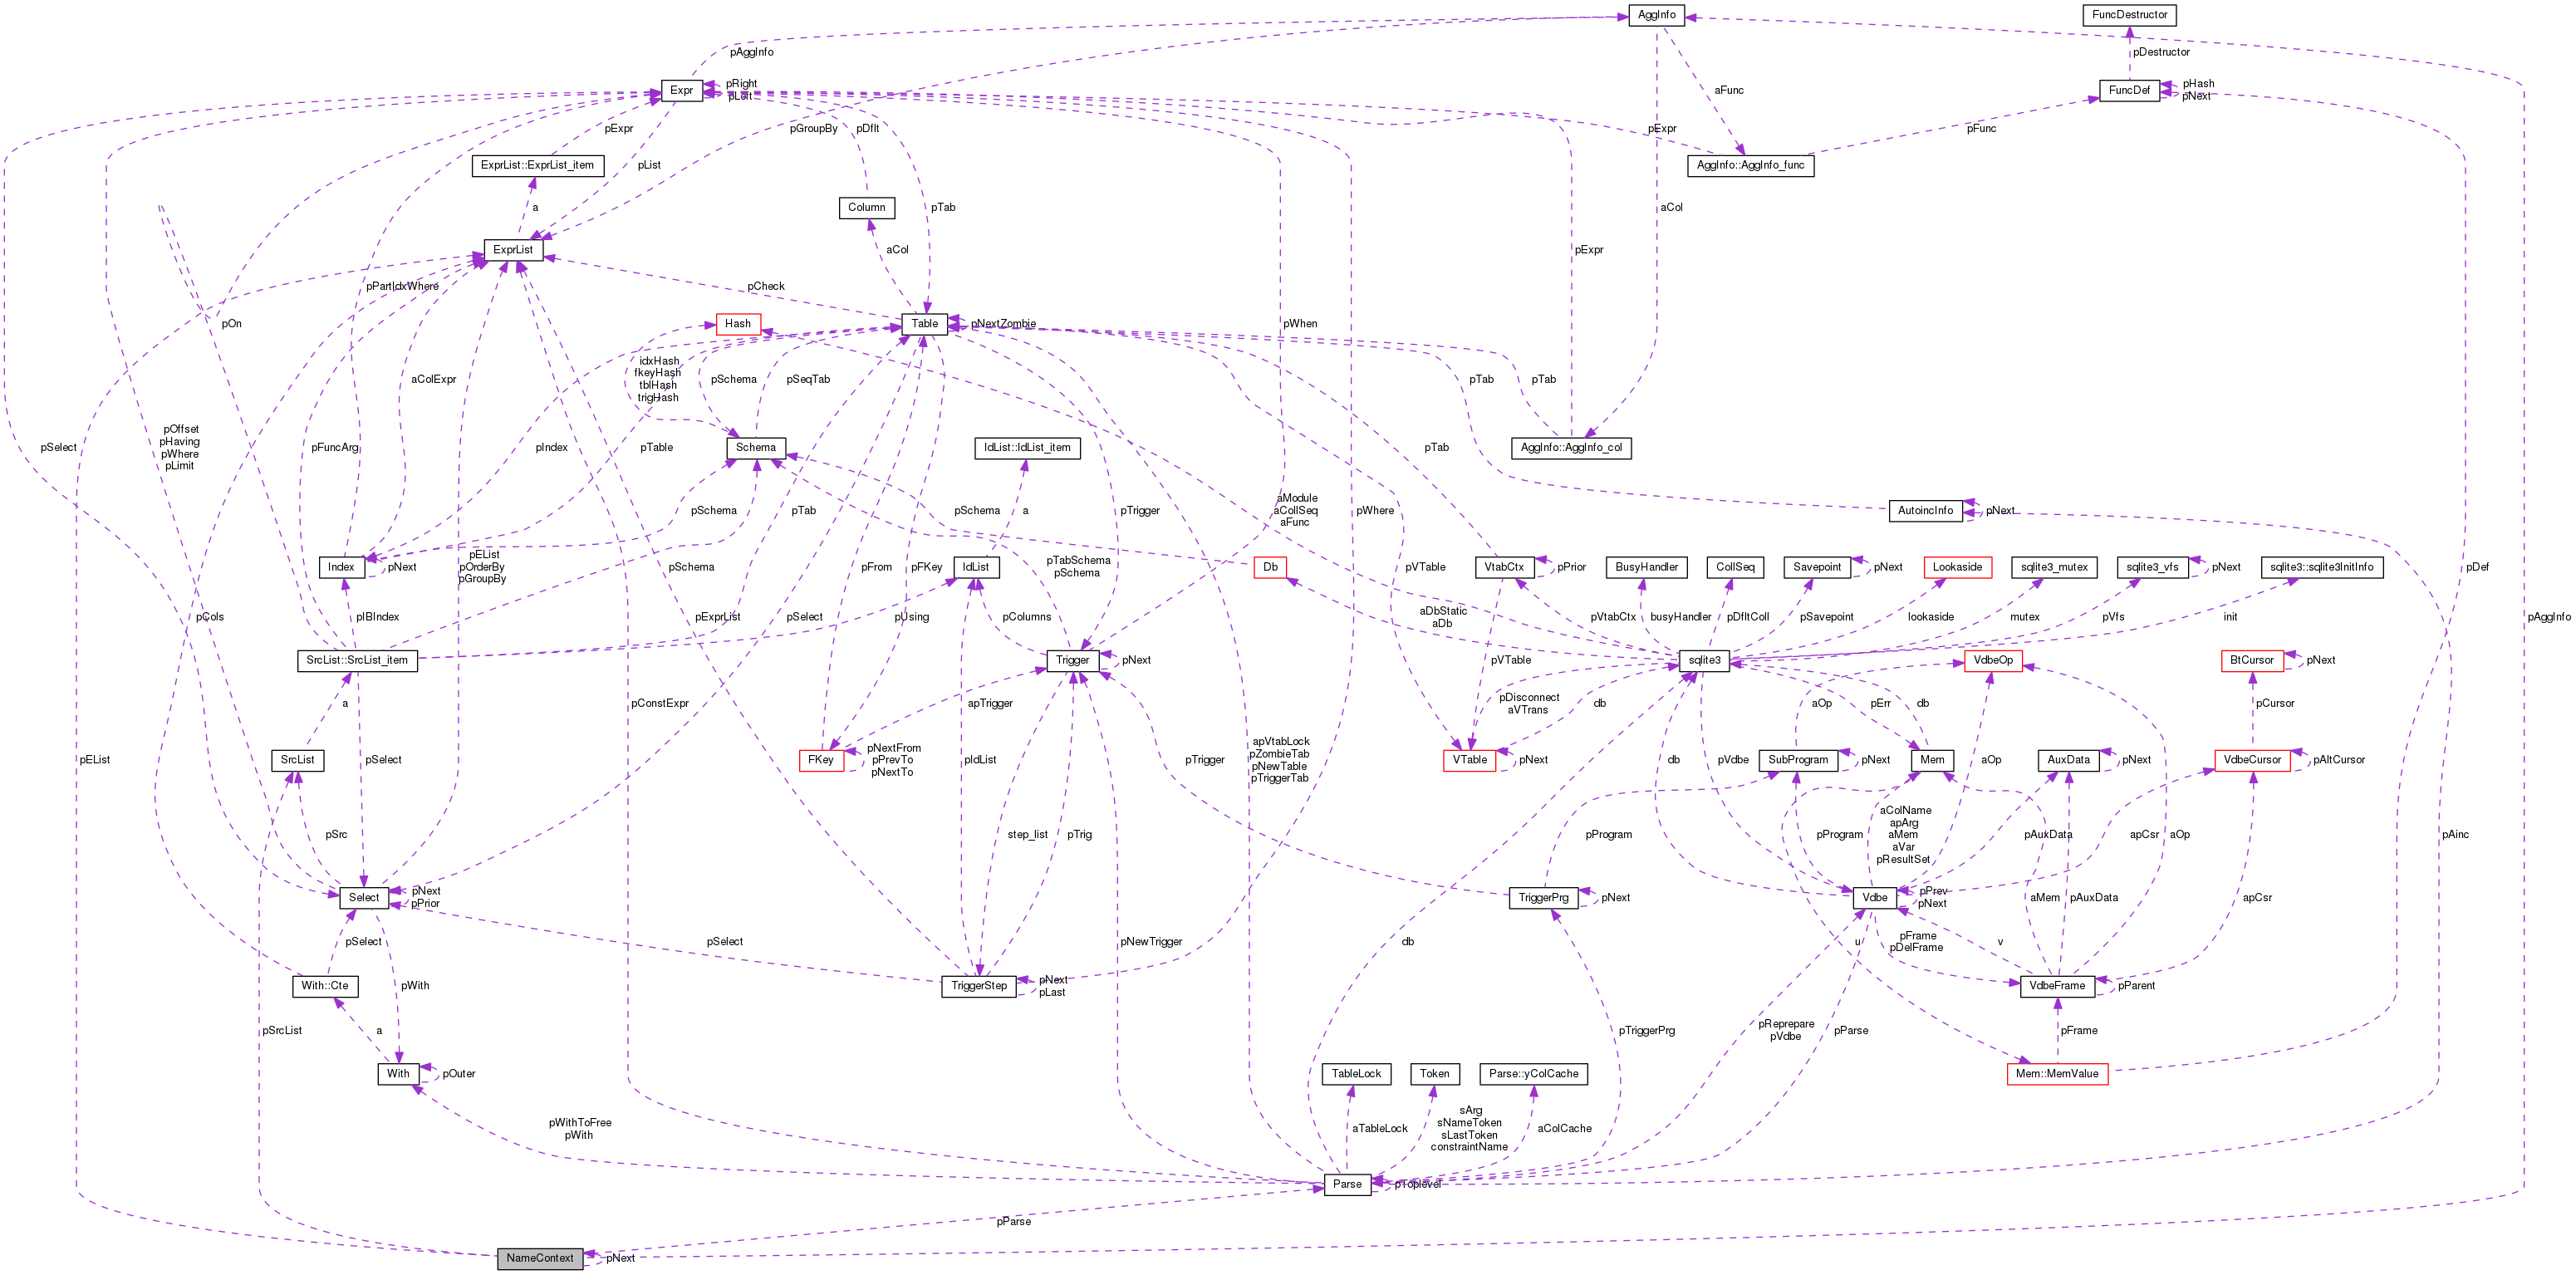 AggInfo
FuncDestructor
pAggInfo
pDestructor
Expr
pRight
pLeft
FuncDef
pHash
pNext
aFunc
pExpr
pDflt
pGroupBy
pExpr
pFunc
ExprList::ExprList_item
pList
AggInfo::AggInfo_func
a
Column
pTab
aCol
ExprList
aCol
pExpr
pPartIdxWhere
pCheck
pOn
Hash
Table
pNextZombie
pWhen
idxHash
fkeyHash
tblHash
trigHash
aColExpr
pSchema
pSeqTab
pTab
pTab
pOffset
pHaving
pWhere
pLimit
pSelect
pFuncArg
pIndex
pTable
Schema
IdList::IdList_item
pTab
AggInfo::AggInfo_col
aModule
aCollSeq
aFunc
pSchema
pTab
pSchema
a
pTrigger
pWhere
AutoincInfo
pNext
pEList
pOrderBy
pGroupBy
Index
pNext
pSchema
IdList
pTabSchema
pSchema
pFrom
pFKey
Db
pVTable
VtabCtx
pPrior
BusyHandler
CollSeq
Savepoint
pNext
Lookaside
sqlite3_mutex
sqlite3_vfs
pNext
sqlite3::sqlite3InitInfo
pDef
pCols
pIBIndex
pExprList
pSelect
pUsing
pColumns
aDbStatic
aDb
pVtabCtx
busyHandler
pDfltColl
pSavepoint
lookaside
mutex
pVfs
init
pAggInfo
SrcList::SrcList_item
Trigger
pNext
pVTable
sqlite3
VdbeOp
BtCursor
pNext
a
pConstExpr
apTrigger
pDisconnect
aVTrans
db
aOp
pErr
db
pCursor
SrcList
pSelect
FKey
pNextFrom
pPrevTo
pNextTo
pIdList
apVtabLock
pZombieTab
pNewTable
pTriggerTab
pTrigger
VTable
pNext
SubProgram
pNext
Mem
AuxData
pNext
VdbeCursor
pAltCursor
pEList
db
pVdbe
aOp
pSrc
step_list
pTrig
pProgram
pProgram
aColName
apArg
aMem
aVar
pResultSet
pAuxData
apCsr
aOp
pAinc
Select
pNext
pPrior
TriggerPrg
pNext
Vdbe
pPrev
pNext
aMem
pAuxData
apCsr
pSelect
pSelect
pNewTrigger
db
u
pFrame
pDelFrame
v
With::Cte
pWith
TriggerStep
pNext
pLast
VdbeFrame
pParent
pSrcList
a
pTriggerPrg
pReprepare
pVdbe
pParse
pFrame
With
pOuter
TableLock
Token
Parse::yColCache
Mem::MemValue
pWithToFree
pWith
aTableLock
sArg
sNameToken
sLastToken
constraintName
aColCache
Parse
pToplevel
pParse
NameContext
pNext